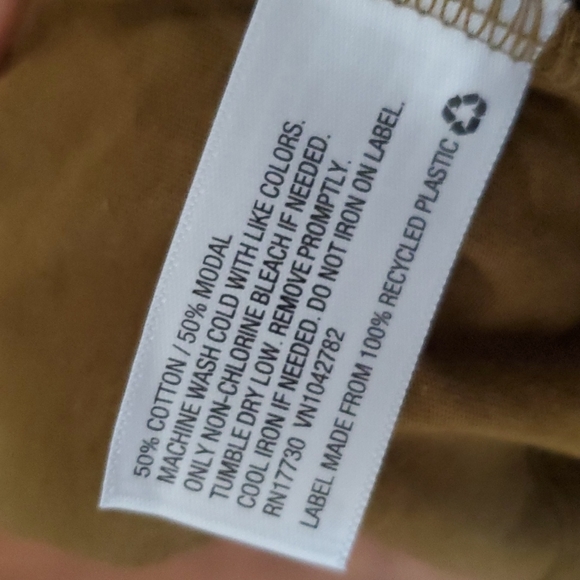 50% COTTON / 50% MODAL
MACHINE WASH COLD WITH LIKE COLORS.
ONLY NON-CHLORINE BLEACH IF NEEDED.
TUMBLE DRY LOW. REMOVE PROMPTLY.
COOL IRON IF NEEDED. DO NOT IRON ON LABEL.
RN17730 VN1042782
LABEL MADE FROM 100% RECYCLED PLASTIC